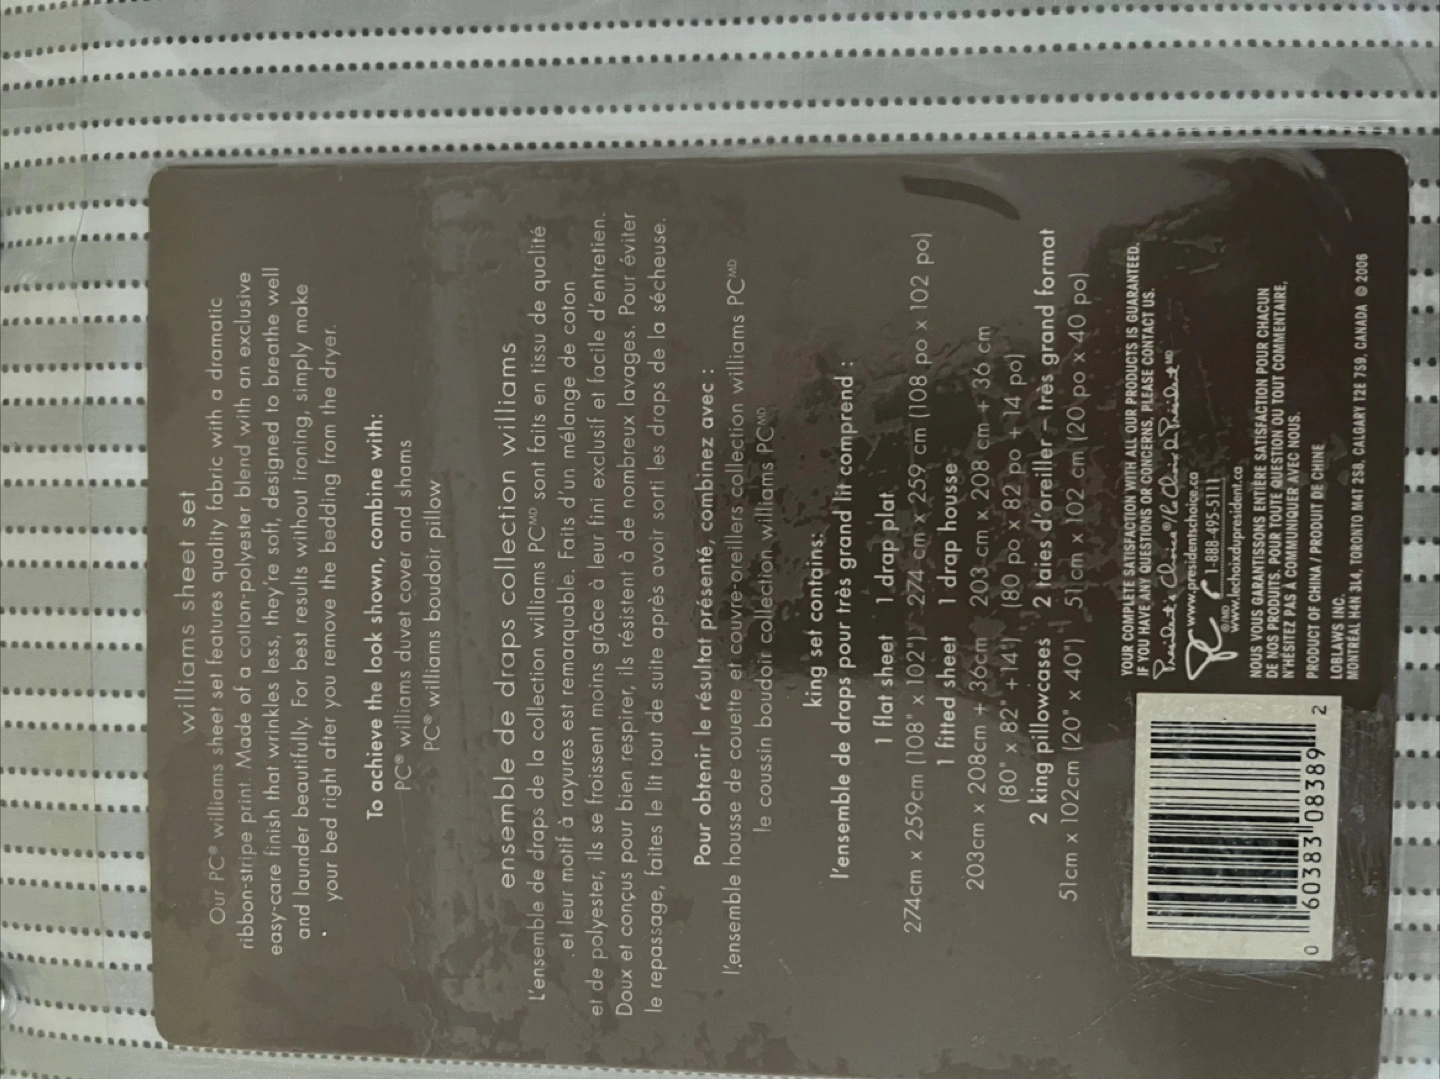 williams sheet set
Our PC® williams sheet set features quality fabric with a dramatic
ribbon-stripe print. Made of a cotton-polyester blend with an exclusive
easy-care finish that wrinkles less, they're soft, designed to breathe well
and launder beautifully. For best results without ironing, simply make
your bed right after you remove the bedding from the dryer.
To achieve the look shown, combine with:
PC® williams duvet cover and shams
PC® williams boudoir pillow
ensemble de draps collection williams
L'ensemble de draps de la collection williams PCᴹᴰ sont faits en tissu de qualité
et leur motif à rayures est remarquable. Faits d'un mélange de coton
et de polyester, ils se froissent moins grâce à leur fini exclusif et facile d'entretien.
Doux et conçus pour bien respirer, ils résistent à de nombreux lavages. Pour éviter
le repassage, faites le lit tout de suite après avoir sorti les draps de la sécheuse.
Pour obtenir le résultat présenté, combinez avec :
l'ensemble housse de couette et couvre-oreillers collection williams PCᴹᴰ
le coussin boudoir collection williams PCᴹᴰ
king set contains:
l'ensemble de draps pour très grand lit comprend :
1 flat sheet 1 drap plat
274cm x 259cm (108" x 102") 274 cm x 259 cm (108 po x 102 po)
1 fitted sheet 1 drap housse
203cm x 208cm + 36cm 203 cm x 208 cm + 36 cm
(80" x 82" +14") (80 po x 82 po + 14 po)
2 king pillowcases 2 taies d'oreiller – très grand format
51cm x 102cm (20" x 40") 51cm x 102 cm (20 po x 40 po)
YOUR COMPLETE SATISFACTION WITH ALL OUR PRODUCTS IS GUARANTEED.
IF YOU HAVE ANY QUESTIONS OR CONCERNS, PLEASE CONTACT US.
President's Choice®/Le Choix du Président ᴹᴰ
PC
®/MD
www.presidentschoice.ca
1-888-495-5111
www.lechoixdupresident.ca
NOUS VOUS GARANTISSONS ENTIÈRE SATISFACTION POUR CHACUN
DE NOS PRODUITS. POUR TOUTE QUESTION OU TOUT COMMENTAIRE,
N'HÉSITEZ PAS À COMMUNIQUER AVEC NOUS.
PRODUCT OF CHINA / PRODUIT DE CHINE
LOBLAWS INC.
MONTRÉAL H4N 3L4, TORONTO M4T 2S8, CALGARY T2E 7S9, CANADA © 2006
0 60383 08389 2